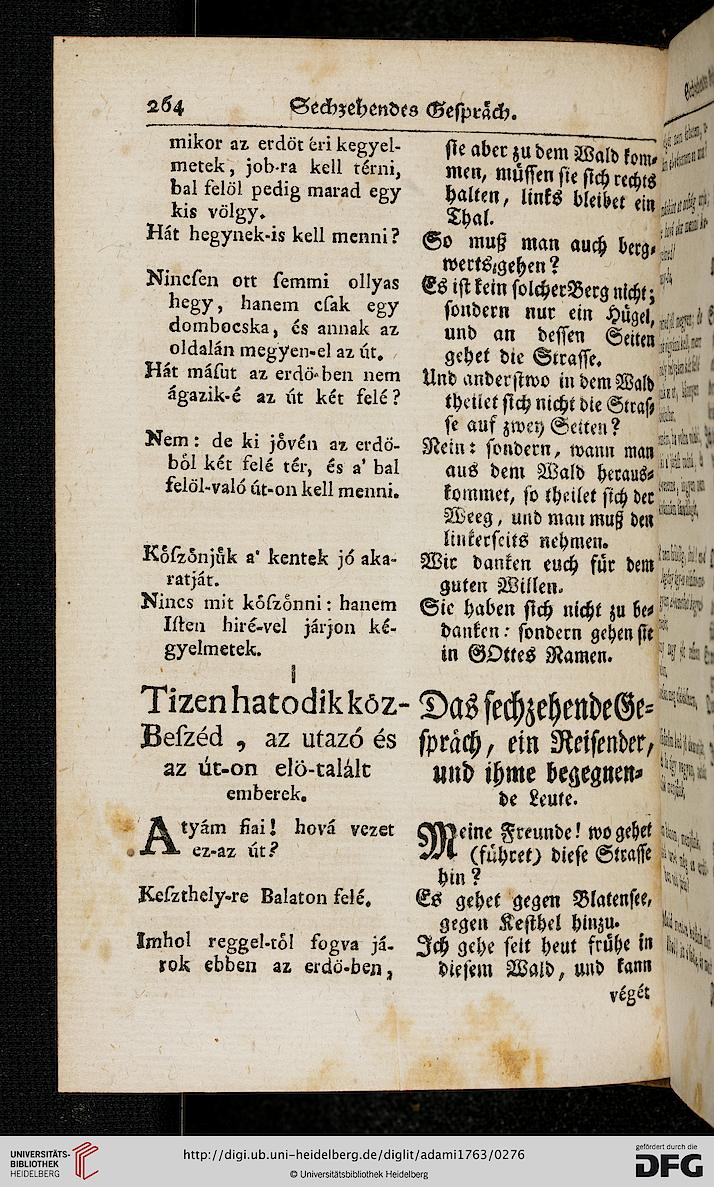 264 Sechzehendes Gespräch.
mikor az erdöt éri kegyel-
metek, job-ra kell térni,
bal felöl pedig marad egy
kis völgy.
Hát hegynek-is kell menni?
Nincſen ott ſemmi ollyas
hegy, hanem cſak egy
dombocska, és annak az
oldalán megyen-el az út.
Hát máſut az erdö-ben nem
ágazik-é az út két felé?
Nem: de ki jövén az erdö-
böl két felé tér, és a' bal
felöl-való út-on kell menni.
Köſzönjük a' kentek jó aka-
ratját.
Nincs mit köſzönni: hanem
Iſten hiré-vel járjon ké-
gyelmetek.
ſie aber zu dem Wald kom-
men, müſſen ſie ſich rechts
halten, links bleibet ein
Thal.
So muß man auch berg-
werts gehen?
Es iſt kein ſolcher Berg nicht;
ſondern nur ein Hügel,
und an deſſen Seiten
gehet die Straſſe.
Und anderſtwo in dem Wald
theilet ſich nicht die Straſ-
ſe auf zwey Seiten?
Nein: ſondern, wann man
aus dem Wald heraus-
kommet, ſo theilet ſich der
Weeg, und man muß den
linkerſeits nehmen.
Wir danken euch für dem
guten Willen.
Sie haben ſich nicht zu be-
danken: ſondern gehen ſie
in GOttes Namen.
Tizenhatodik köz-
Beſzéd, az utazó és
az út-on elö-talált
emberek.
Atyám fiai! hová vezet
ez-az út?
Keſzthely-re Balaton felé.
Imhol reggel-töl fogva já-
rok ebben az erdö-ben,
Das ſechzehende Ge-
ſpräch, ein Reiſender,
und ihme begegnen-
de Leute.
Meine Freunde! wo gehet
(führet) dieſe Straſſe
hin?
Es gehet gegen Blatenſee,
gegen Keſthel hinzu.
Ich gehe ſeit heut frühe in
dieſem Wald, und kann
végét
UNIVERSITÄTS-
BIBLIOTHEK
HEIDELBERG
http://digi.ub.uni-heidelberg.de/diglit/adami1763/0276
© Universitätsbibliothek Heidelberg
gefördert durch die
DFG